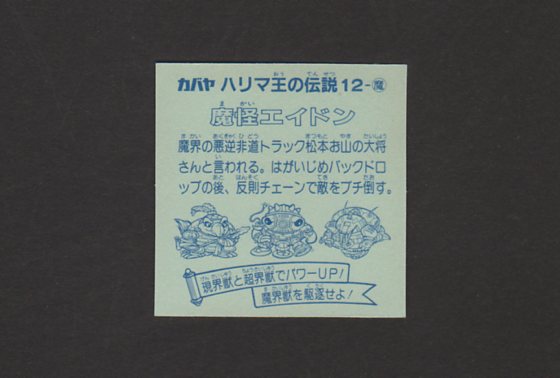 カバヤ ハリマ王の伝説 12-魔
魔怪エイドン
魔界の悪逆非道トラック松本お山の大将
さんと言われる。はがいじめバックドロ
ップの後、反則チェーンで敵をブチ倒す。
現界獣と超界獣でパワーUP!
魔界獣を駆逐せよ!